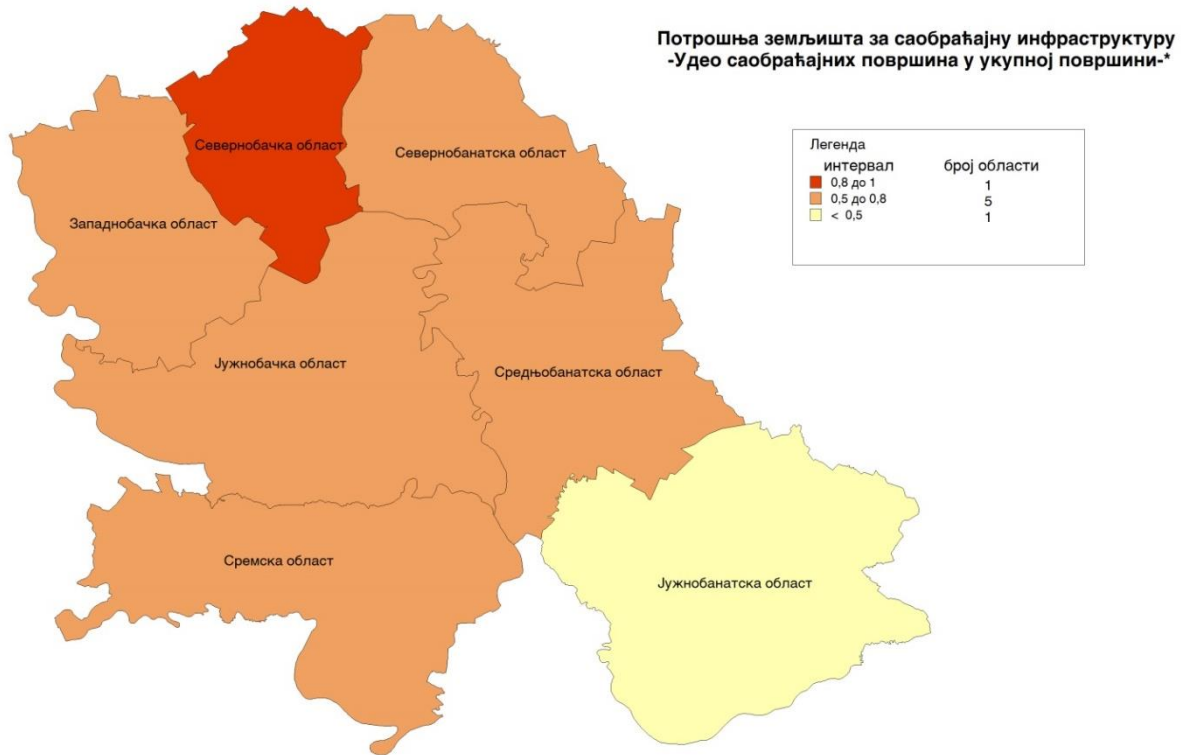 Потрошња земљишта за саобраћајну инфраструктуру
-Удео саобраћајних површина у укупној површини-*
Легенда
интервал број области
0,8 до 1 1
0,5 до 0,8 5
< 0,5 1
Севернобачка област
Севернобанатска област
Западнобачка област
Јужнобачка област
Средњобанатска област
Сремска област
Јужнобанатска област